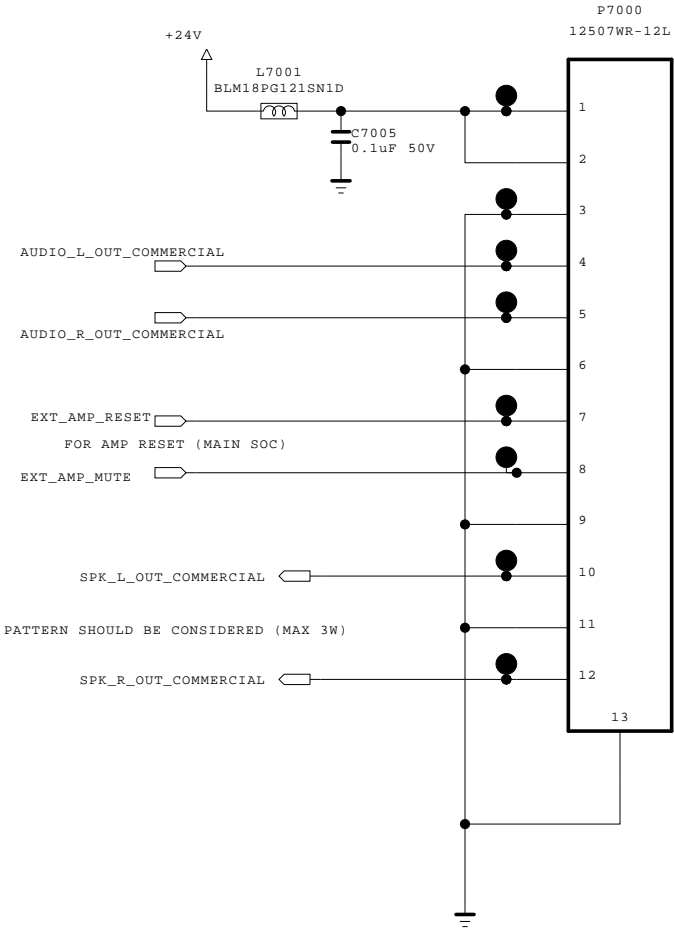 P7000
12507WR-12L
+24V
L7001
BLM18PG121SN1D
1
C7005
0.1uF 50V
2
3
AUDIO_L_OUT_COMMERCIAL
4
5
AUDIO_R_OUT_COMMERCIAL
6
EXT_AMP_RESET
7
FOR AMP RESET (MAIN SOC)
8
EXT_AMP_MUTE
9
10
SPK_L_OUT_COMMERCIAL
11
PATTERN SHOULD BE CONSIDERED (MAX 3W)
12
SPK_R_OUT_COMMERCIAL
13